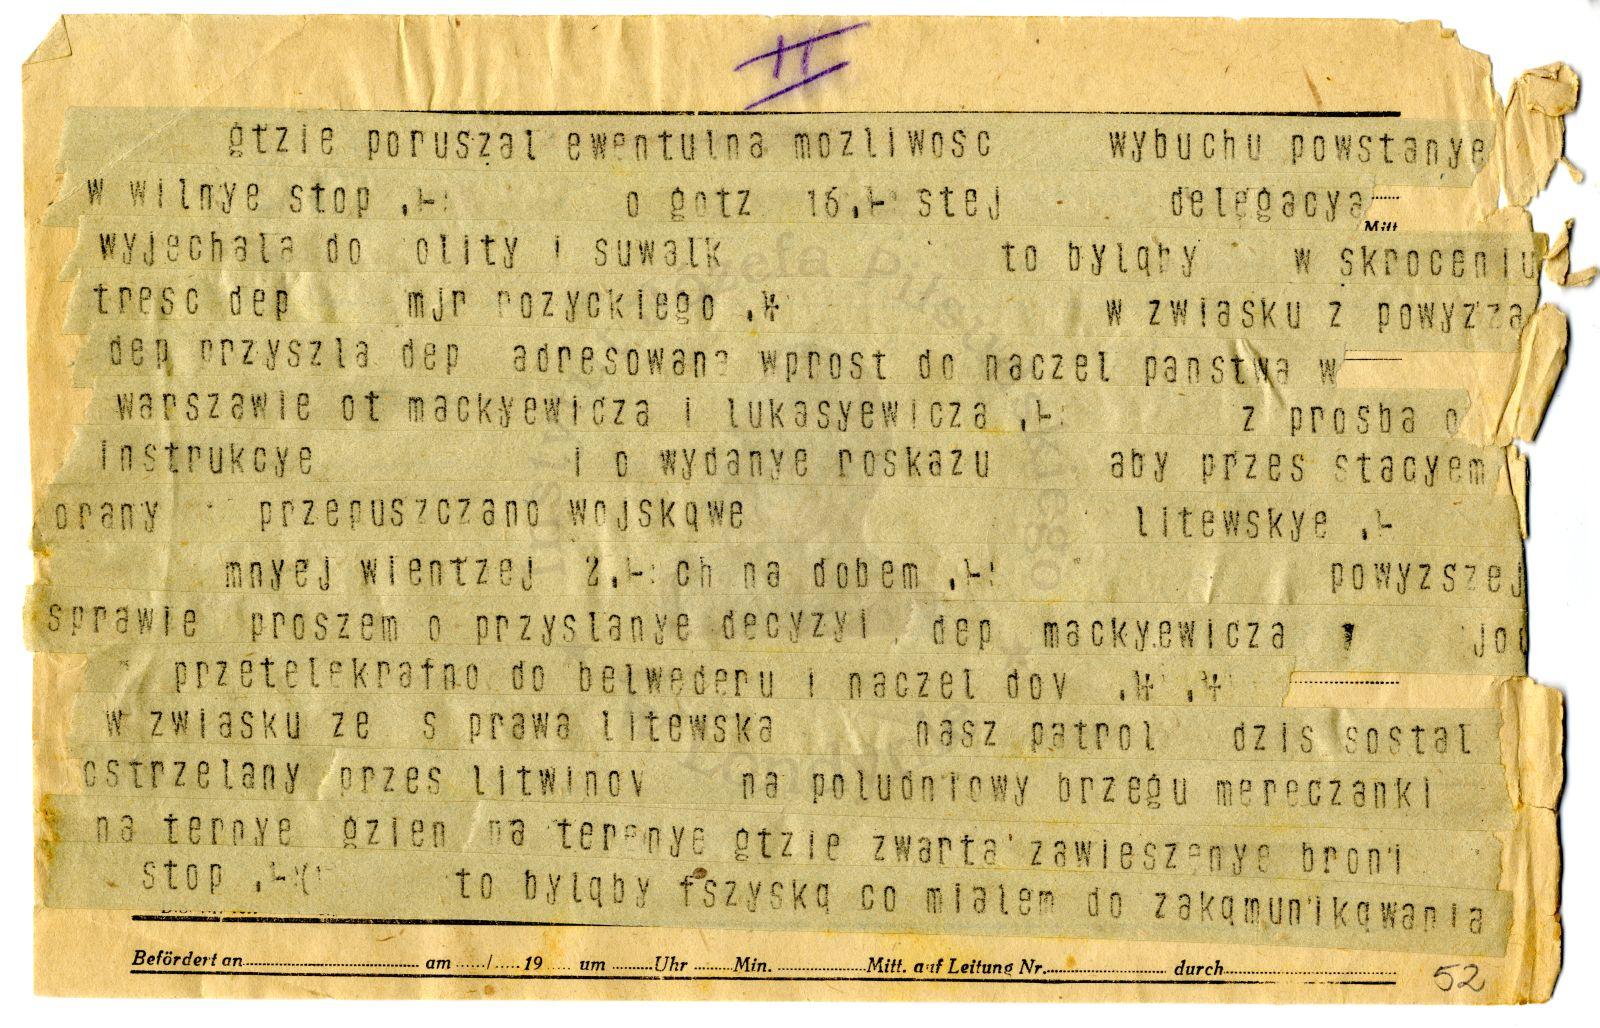 II
gtzie poruszal ewentulna mozliwosc wybuchu powstanye
w wilnye stop .-: o gotz 16.- stej delegacya
Mitt
wyjechala do olity i suwalk to bylqby w skroceniu
tresc dep mjr rozyckiego . w zwiasku z powyzza
dep przyszla dep adresowana wprost do naczel panstwa w
warszawie ot mackyewicza i lukasyewicza .-: z prosba o
instrukcye i o wydanye roskazu aby przes stacyem
orany przepuszczano wojskqwe litewskye .-
mnyej wientzej 2.-: ch na dobem .-: powyzszej
sprawie proszem o przyslanye decyzyi dep mackyewicza
przetelekrafno do belwederu i naczel dov
w zwiasku ze s prawa litewska nasz patrol dzis sostal
ostrzelany przes litwinov na poludniowy brzegu mereczanki
na ternye gzien na terenye gtzie zwarta zawieszenye broni
stop .- to bylqby fszyskq co mialem do zakqmunikqwania
Befördert an am / 19 um Uhr Min. Mitt. auf Leitung Nr. durch
52